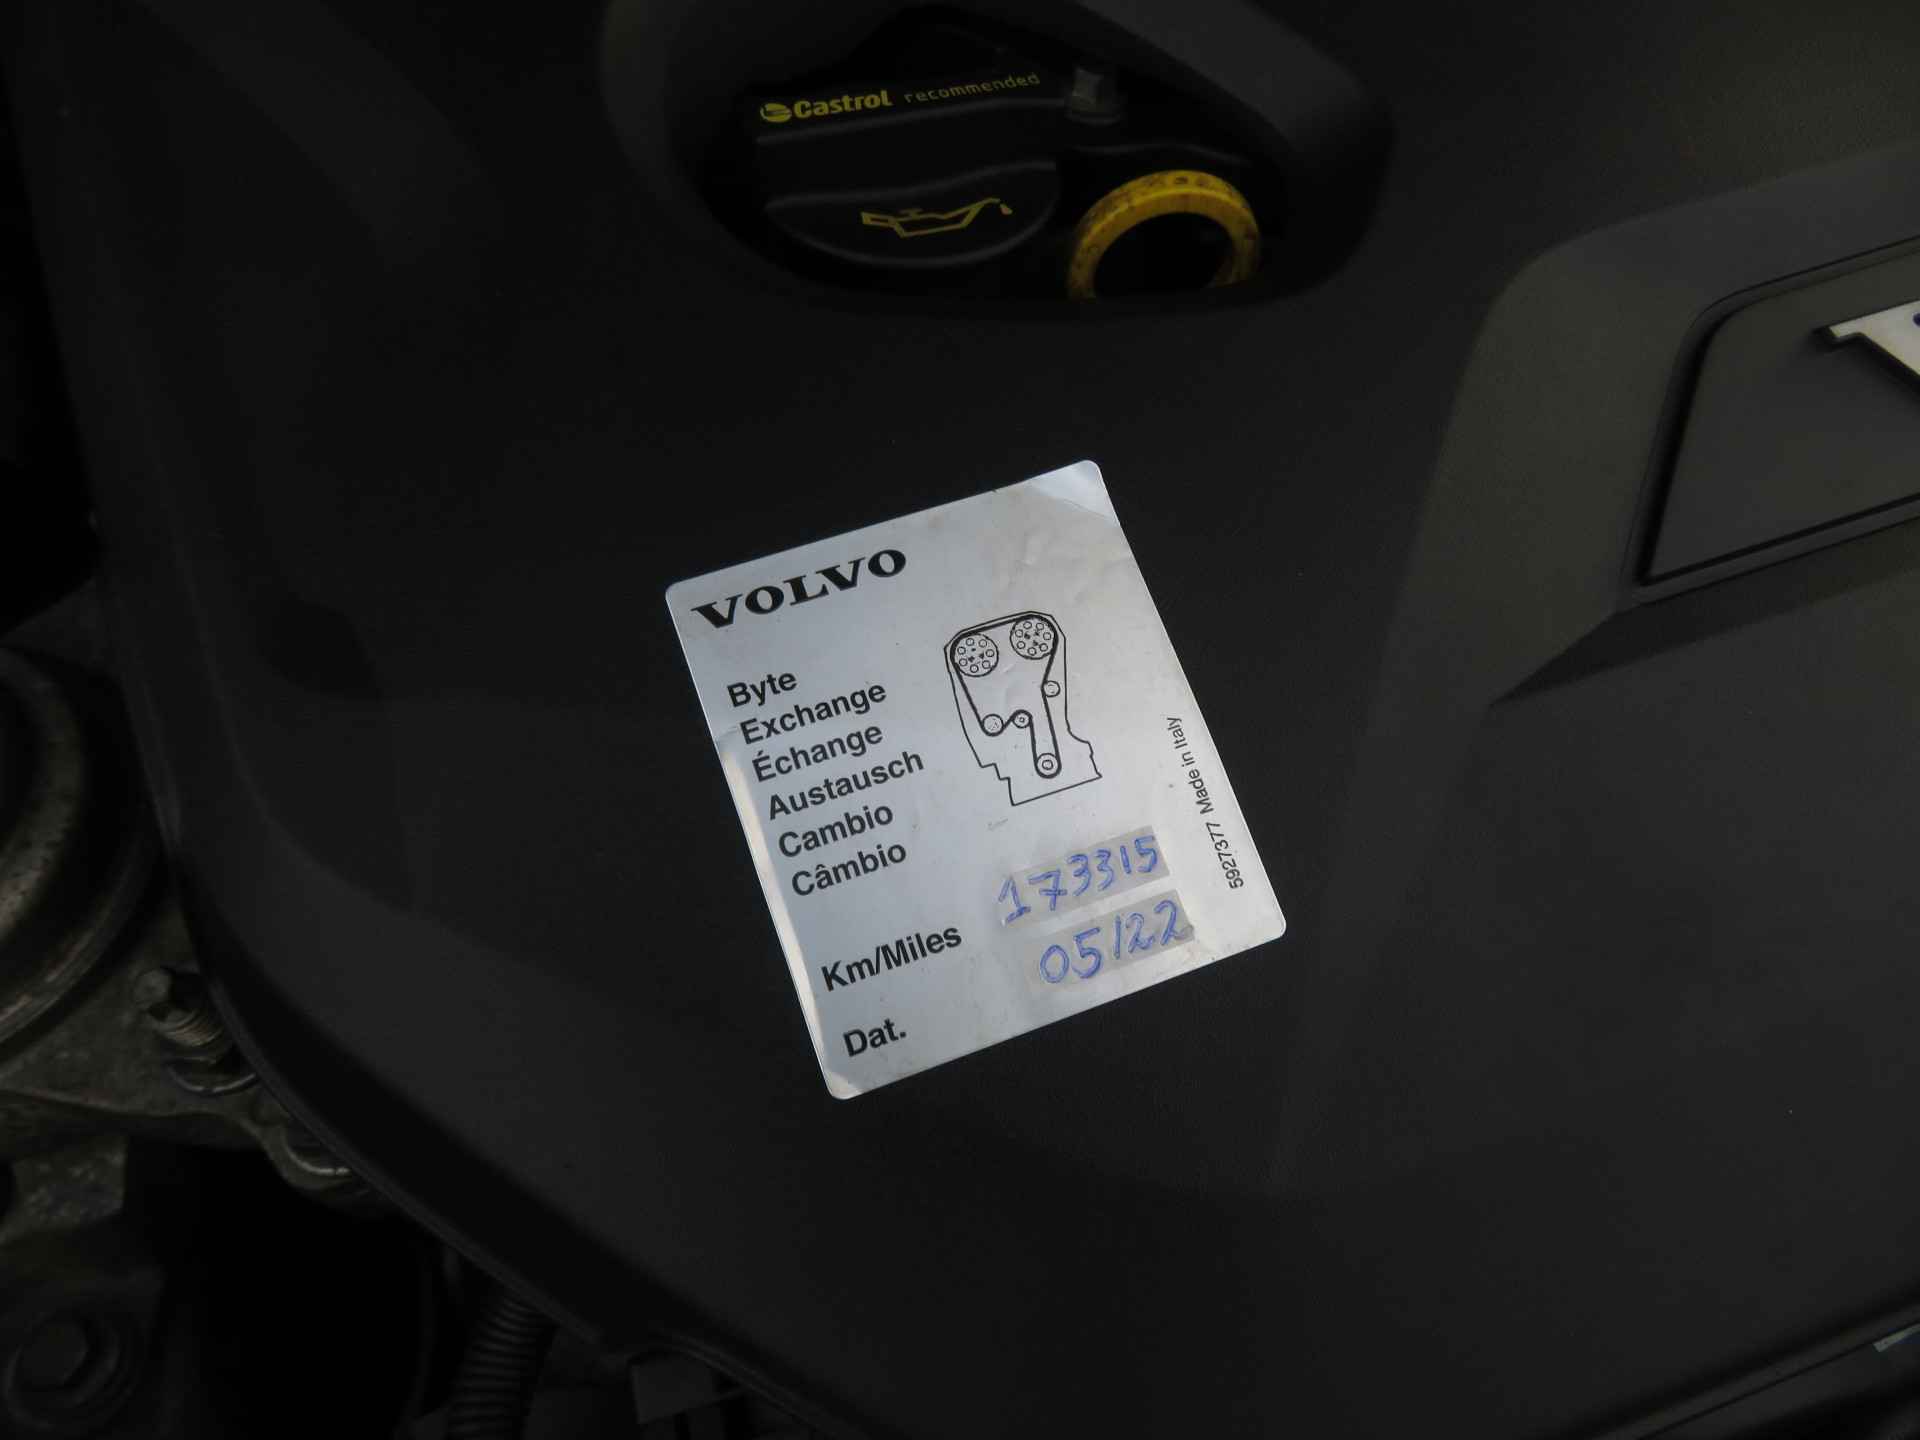 Castrol recommended
VOLVO
Byte
Exchange
Échange
Austausch
Cambio
Câmbio
Km/Miles 173315
Dat. 05/22
5927377 Made in Italy
V